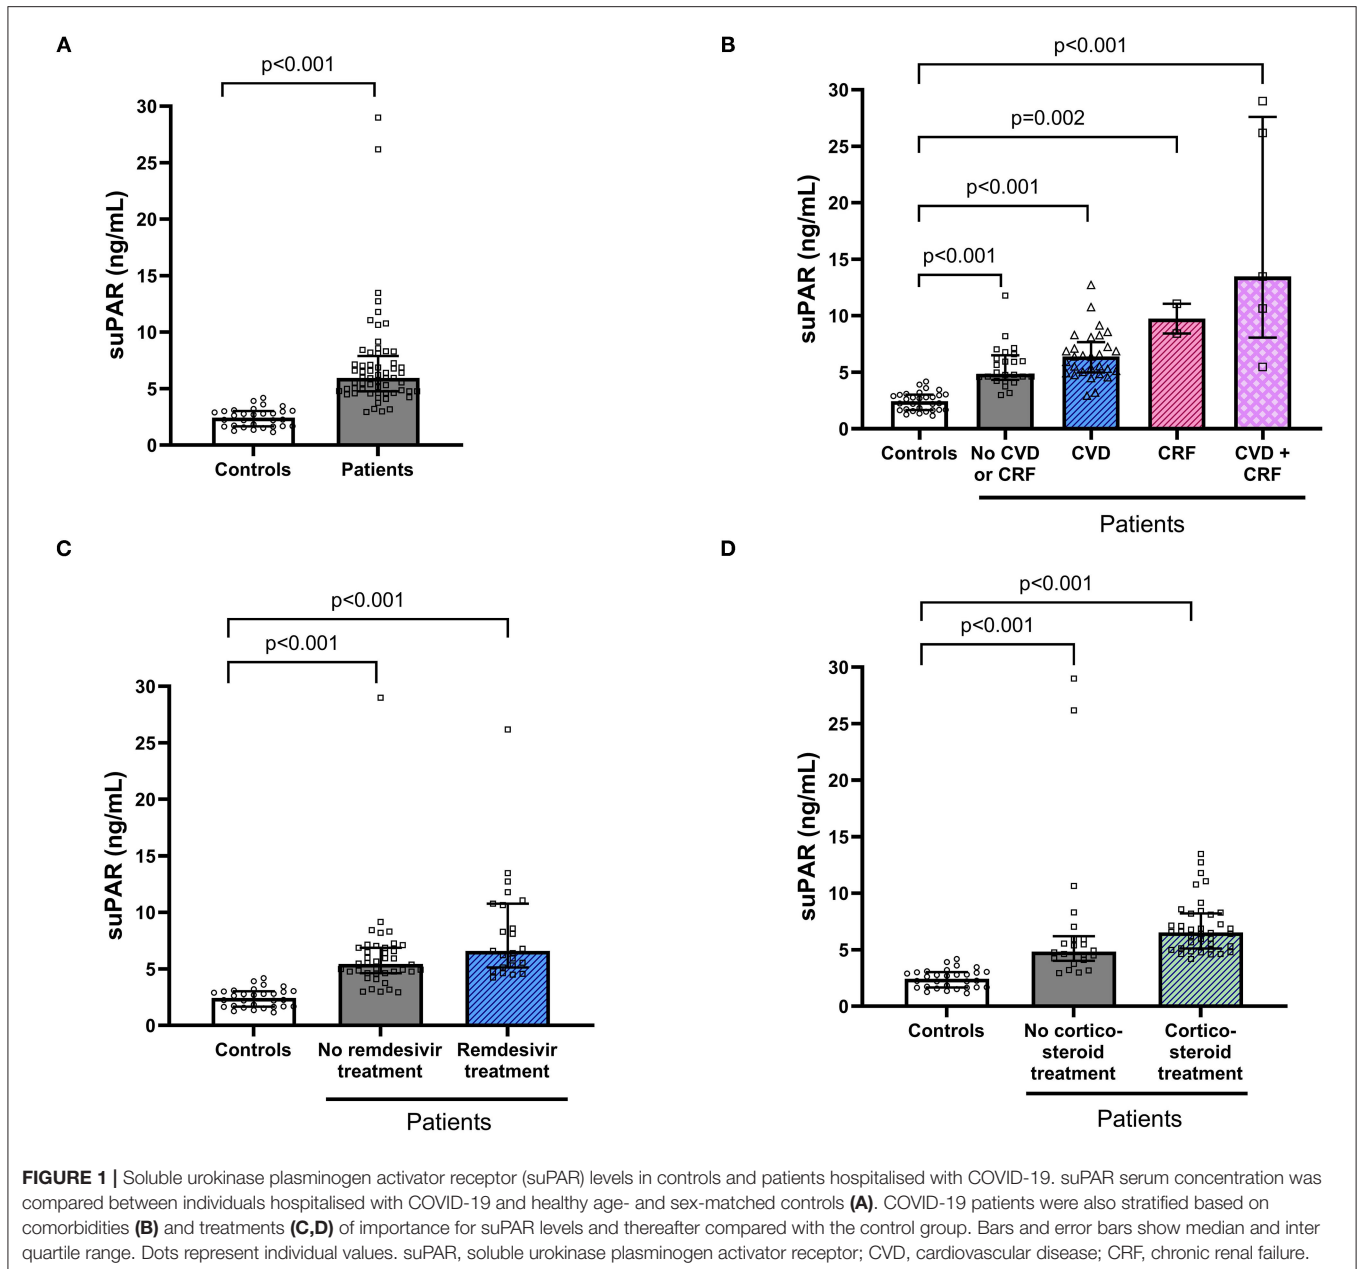 A
p<0.001
30
25
20
15
10
5
0
suPAR (ng/mL)
Controls
Patients
B
p<0.001
p=0.002
p<0.001
p<0.001
30
25
20
15
10
5
0
suPAR (ng/mL)
Controls
No CVD
or CRF
CVD
CRF
CVD +
CRF
Patients
C
p<0.001
p<0.001
30
25
20
15
10
5
0
suPAR (ng/mL)
Controls
No remdesivir
treatment
Remdesivir
treatment
Patients
D
p<0.001
p<0.001
30
25
20
15
10
5
0
suPAR (ng/mL)
Controls
No cortico-
steroid
treatment
Cortico-
steroid
treatment
Patients
FIGURE 1 | Soluble urokinase plasminogen activator receptor (suPAR) levels in controls and patients hospitalised with COVID-19. suPAR serum concentration was
compared between individuals hospitalised with COVID-19 and healthy age- and sex-matched controls (A). COVID-19 patients were also stratified based on
comorbidities (B) and treatments (C,D) of importance for suPAR levels and thereafter compared with the control group. Bars and error bars show median and inter
quartile range. Dots represent individual values. suPAR, soluble urokinase plasminogen activator receptor; CVD, cardiovascular disease; CRF, chronic renal failure.